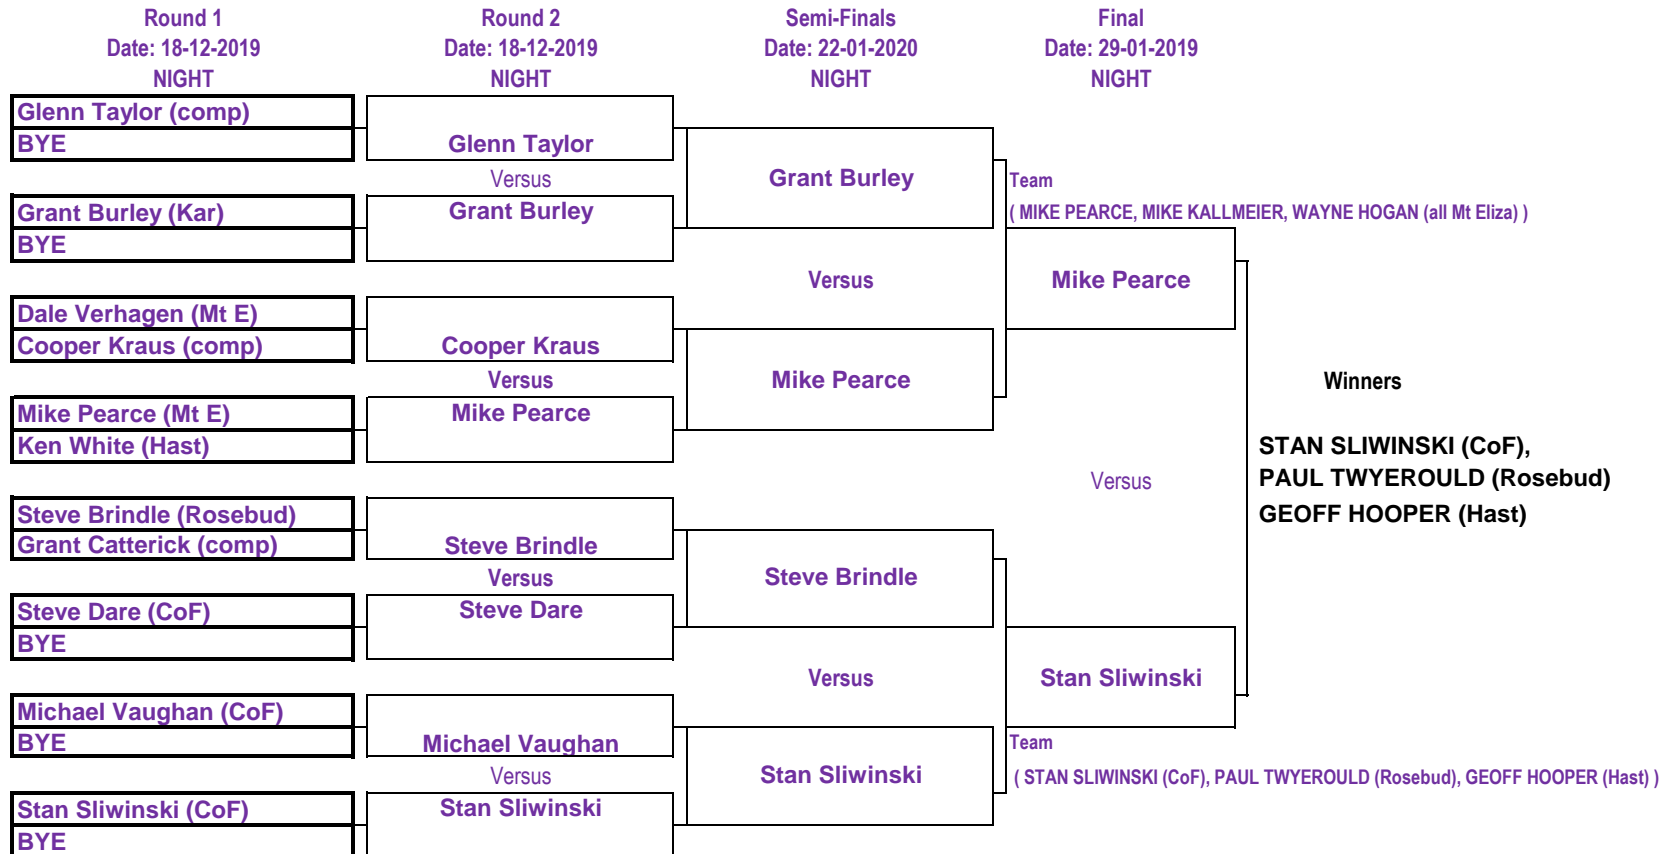 Round 1
Date: 18-12-2019
NIGHT
Round 2
Date: 18-12-2019
NIGHT
Semi-Finals
Date: 22-01-2020
NIGHT
Final
Date: 29-01-2019
NIGHT
Glenn Taylor (comp)
BYE
Grant Burley (Kar)
BYE
Dale Verhagen (Mt E)
Cooper Kraus (comp)
Mike Pearce (Mt E)
Ken White (Hast)
Steve Brindle (Rosebud)
Grant Catterick (comp)
Steve Dare (CoF)
BYE
Michael Vaughan (CoF)
BYE
Stan Sliwinski (CoF)
BYE
Glenn Taylor
Versus
Grant Burley
Cooper Kraus
Versus
Mike Pearce
Steve Brindle
Versus
Steve Dare
Michael Vaughan
Versus
Stan Sliwinski
Grant Burley
Versus
Mike Pearce
Steve Brindle
Versus
Stan Sliwinski
Team
( MIKE PEARCE, MIKE KALLMEIER, WAYNE HOGAN (all Mt Eliza) )
Mike Pearce
Versus
Stan Sliwinski
Team
( STAN SLIWINSKI (CoF), PAUL TWYEROULD (Rosebud), GEOFF HOOPER (Hast) )
Winners
STAN SLIWINSKI (CoF),
PAUL TWYEROULD (Rosebud)
GEOFF HOOPER (Hast)